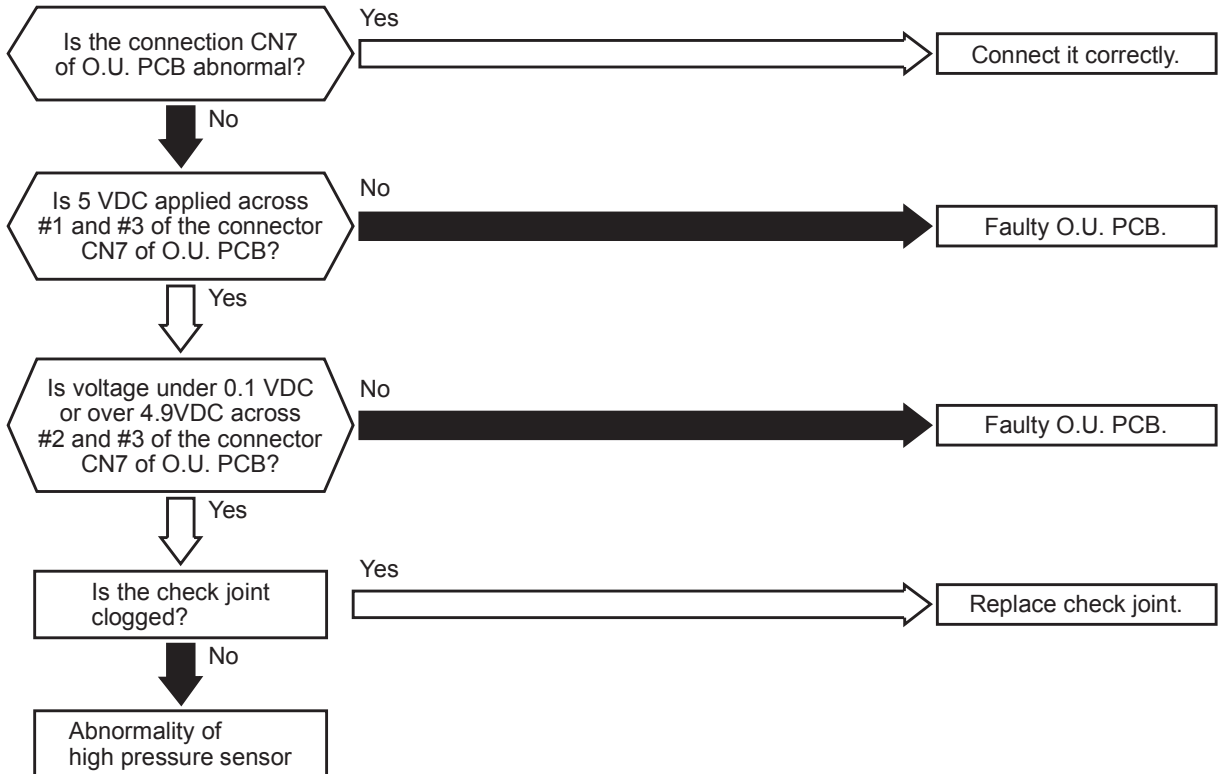 Yes
Is the connection CN7
of O.U. PCB abnormal?
Connect it correctly.
No
Is 5 VDC applied across
#1 and #3 of the connector
CN7 of O.U. PCB?
No
Faulty O.U. PCB.
Yes
Is voltage under 0.1 VDC
or over 4.9VDC across
#2 and #3 of the connector
CN7 of O.U. PCB?
No
Faulty O.U. PCB.
Yes
Is the check joint
clogged?
Yes
Replace check joint.
No
Abnormality of
high pressure sensor